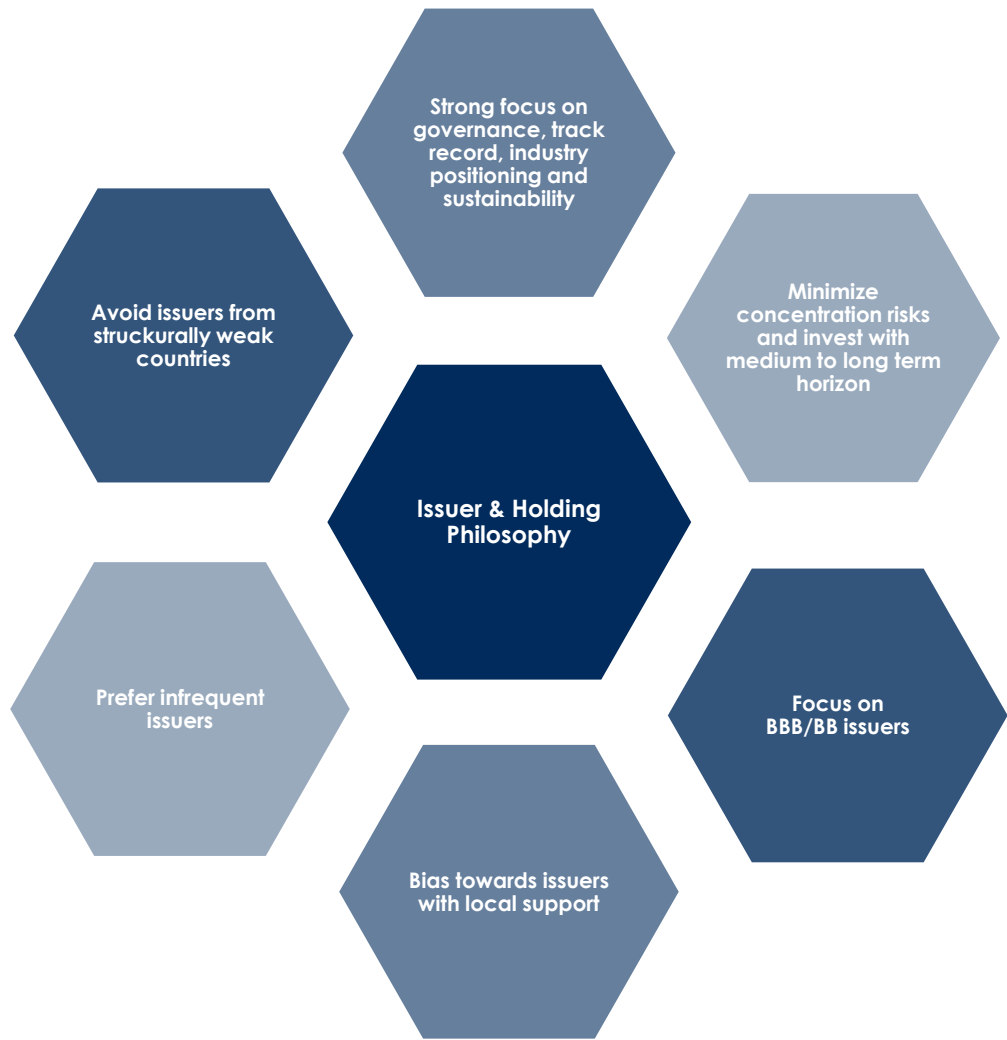 Strong focus on
governance, track
record, industry
positioning and
sustainability
Avoid issuers from
struckurally weak
countries
Minimize
concentration risks
and invest with
medium to long term
horizon
Issuer & Holding
Philosophy
Prefer infrequent
issuers
Focus on
BBB/BB issuers
Bias towards issuers
with local support